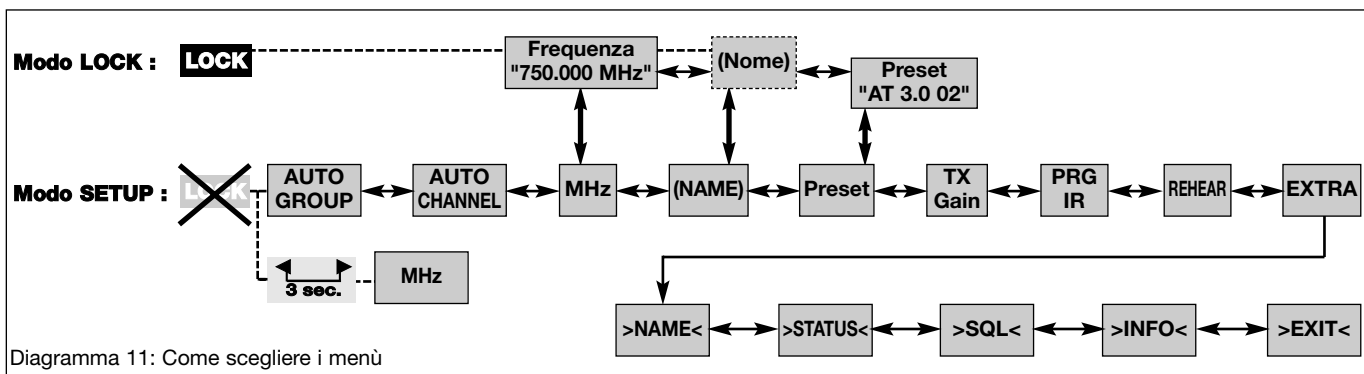 Modo LOCK : LOCK
Frequenza
"750.000 MHz"
(Nome)
Preset
"AT 3.0 02"
Modo SETUP : LOCK
AUTO
GROUP
AUTO
CHANNEL
MHz
(NAME)
Preset
TX
Gain
PRG
IR
REHEAR
EXTRA
3 sec.
MHz
>NAME<
>STATUS<
>SQL<
>INFO<
>EXIT<
Diagramma 11: Come scegliere i menù